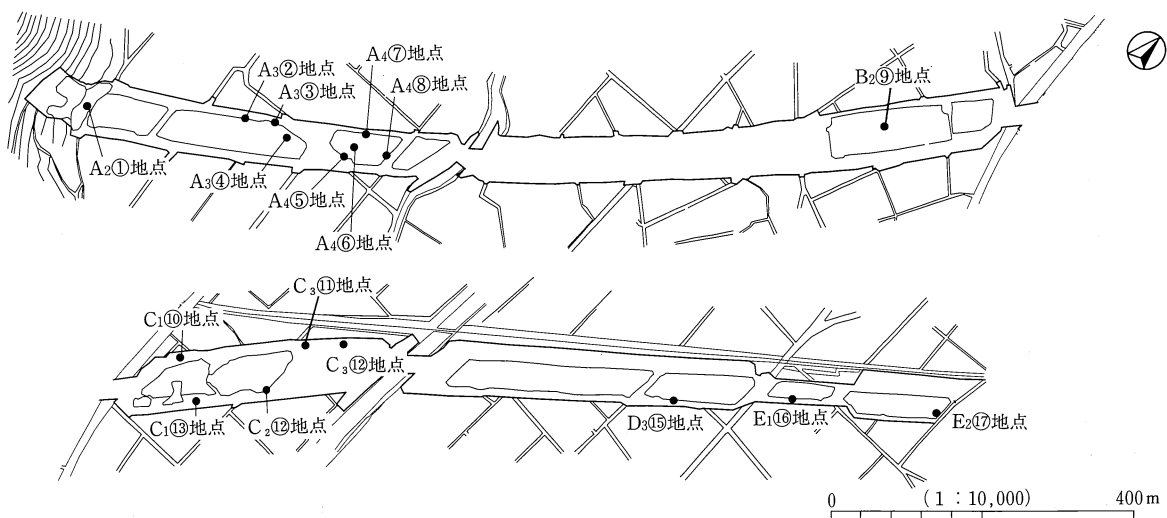 A₃②地点
A₃③地点
A₄⑦地点
A₄⑧地点
B₂⑨地点
A₂①地点
A₃④地点
A₄⑤地点
A₄⑥地点
C₃⑪地点
C₁⑩地点
C₃⑫地点
C₁⑬地点
C₂⑫地点
D₃⑮地点
E₁⑯地点
E₂⑰地点
0 (1:10,000) 400m